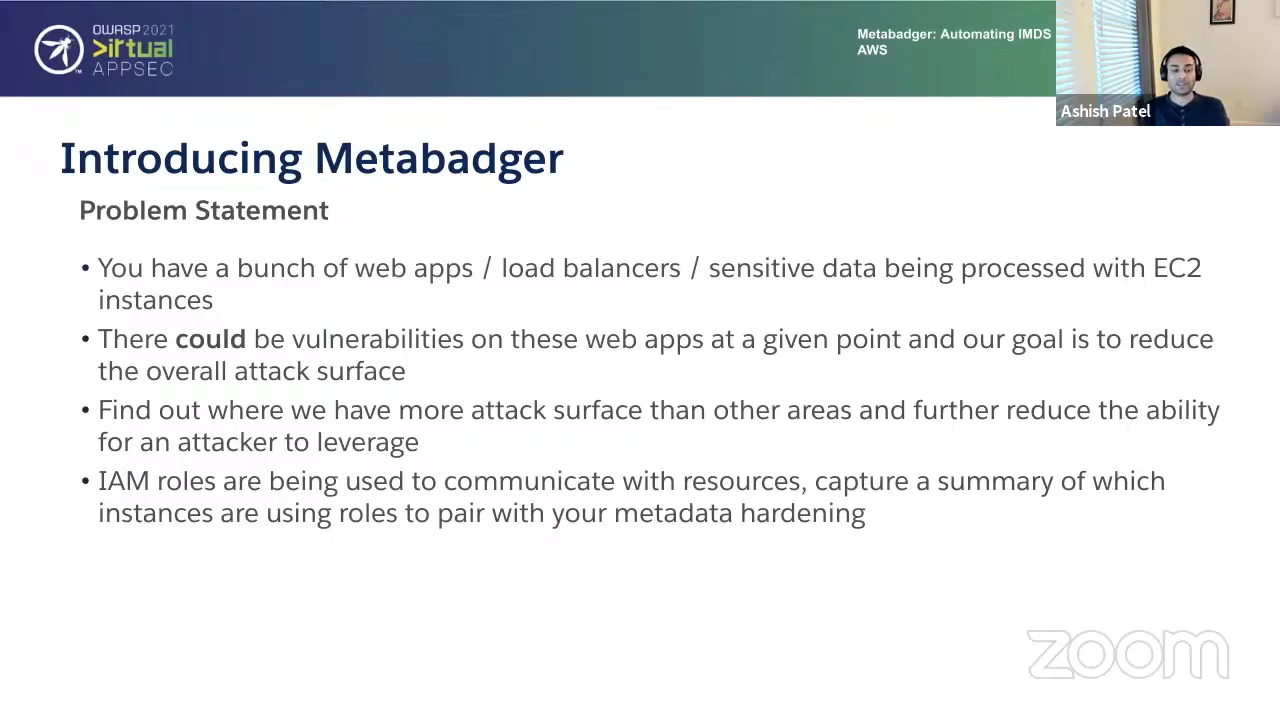 OWASP 2021
Virtual
APPSEC
Metabadger: Automating IMDS
AWS
Ashish Patel
Introducing Metabadger
Problem Statement
• You have a bunch of web apps / load balancers / sensitive data being processed with EC2
instances
• There could be vulnerabilities on these web apps at a given point and our goal is to reduce
the overall attack surface
• Find out where we have more attack surface than other areas and further reduce the ability
for an attacker to leverage
• IAM roles are being used to communicate with resources, capture a summary of which
instances are using roles to pair with your metadata hardening
zoom